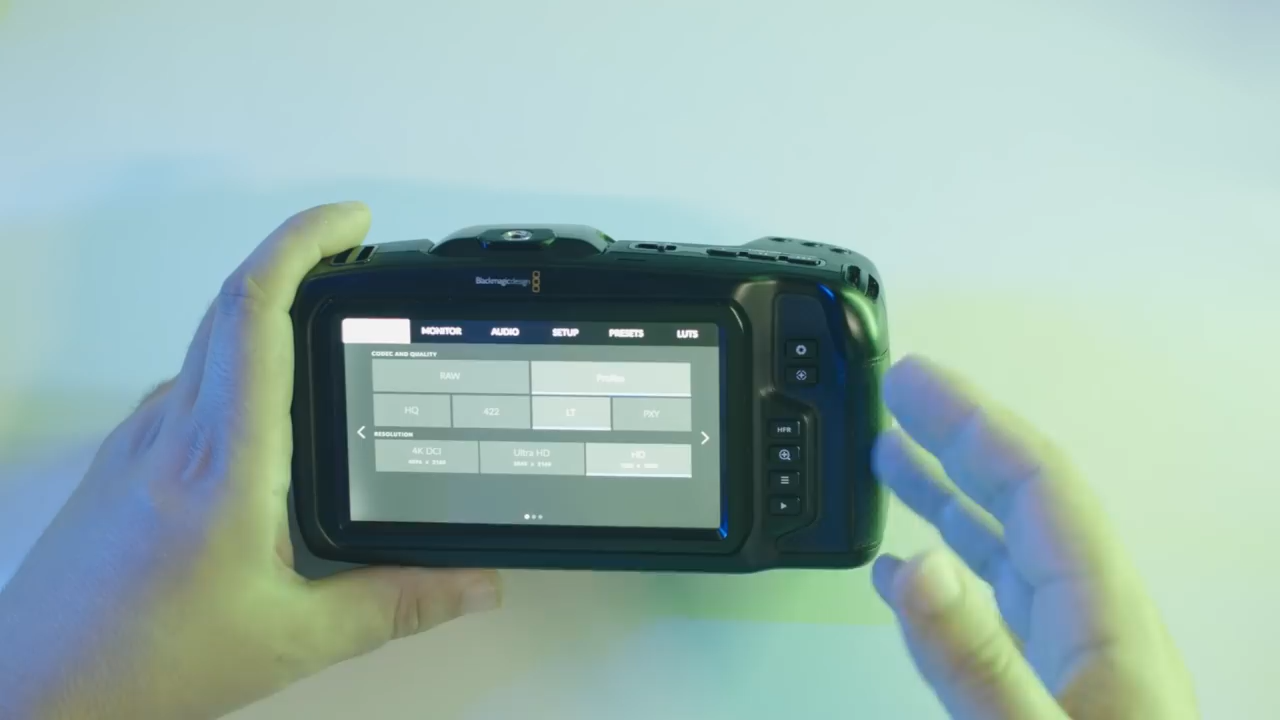 Blackmagicdesign
MONITOR AUDIO SETUP PRESETS LUTS
CODEC AND QUALITY
RAW ProRes
HQ 422 LT PXY
RESOLUTION
4K DCI Ultra HD HD
HFR